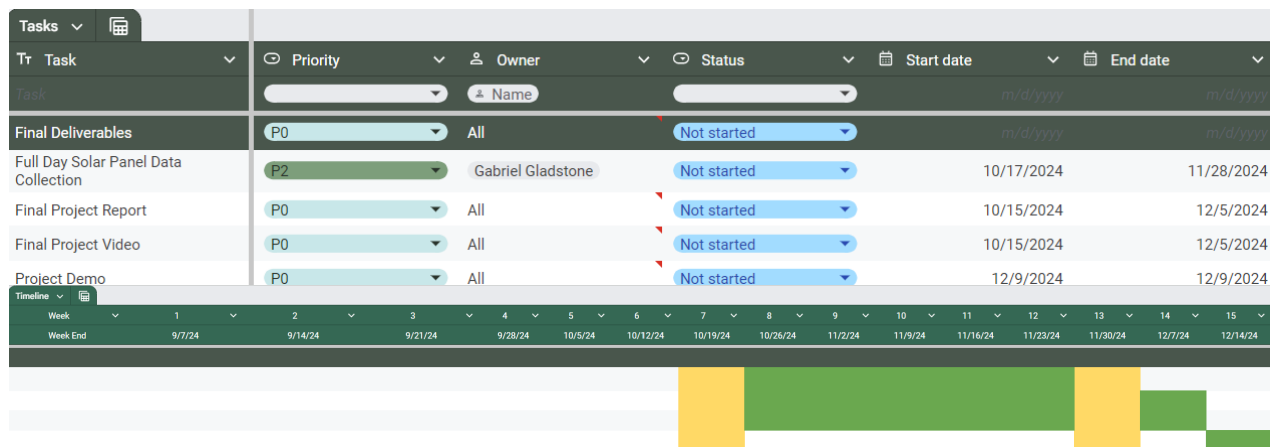 Tasks
Task Priority Owner Status Start date End date
Task Name m/d/yyyy m/d/yyyy
Final Deliverables P0 All Not started m/d/yyyy m/d/yyyy
Full Day Solar Panel Data
Collection P2 Gabriel Gladstone Not started 10/17/2024 11/28/2024
Final Project Report P0 All Not started 10/15/2024 12/5/2024
Final Project Video P0 All Not started 10/15/2024 12/5/2024
Project Demo P0 All Not started 12/9/2024 12/9/2024
Timeline
Week 1 2 3 4 5 6 7 8 9 10 11 12 13 14 15
Week End 9/7/24 9/14/24 9/21/24 9/28/24 10/5/24 10/12/24 10/19/24 10/26/24 11/2/24 11/9/24 11/16/24 11/23/24 11/30/24 12/7/24 12/14/24